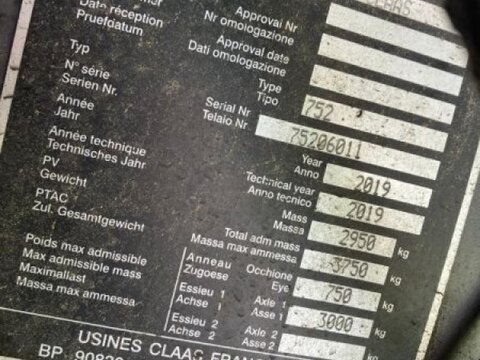 Date réception
Pruefoatum
Approval Nr
Nr omologazione
Approval date
Dati omologazione
Typ
Type
Tipo
752
N° série
Serien Nr.
Serial Nr
Telaio Nr
75206011
Année
Jahr
Year
Anno
2019
Année technique
Technisches Jahr
Technical year
Anno tecnico
2019
PV
Gewicht
Mass
Massa
2950 kg
PTAC
Zul. Gesamtgewicht
Total adm mass
Massa max ammessa
3750 kg
Poids max admissible
Max admissible mass
Maximallast
Massa max ammessa
Anneau
Zugoese
Occhione
Eye
750 kg
Essieu 1
Achse 1
Axle 1
Asse 1
3000 kg
Essieu 2
Achse 2
Axle 2
Asse 2
kg
USINES CLAAS FRANC
BP